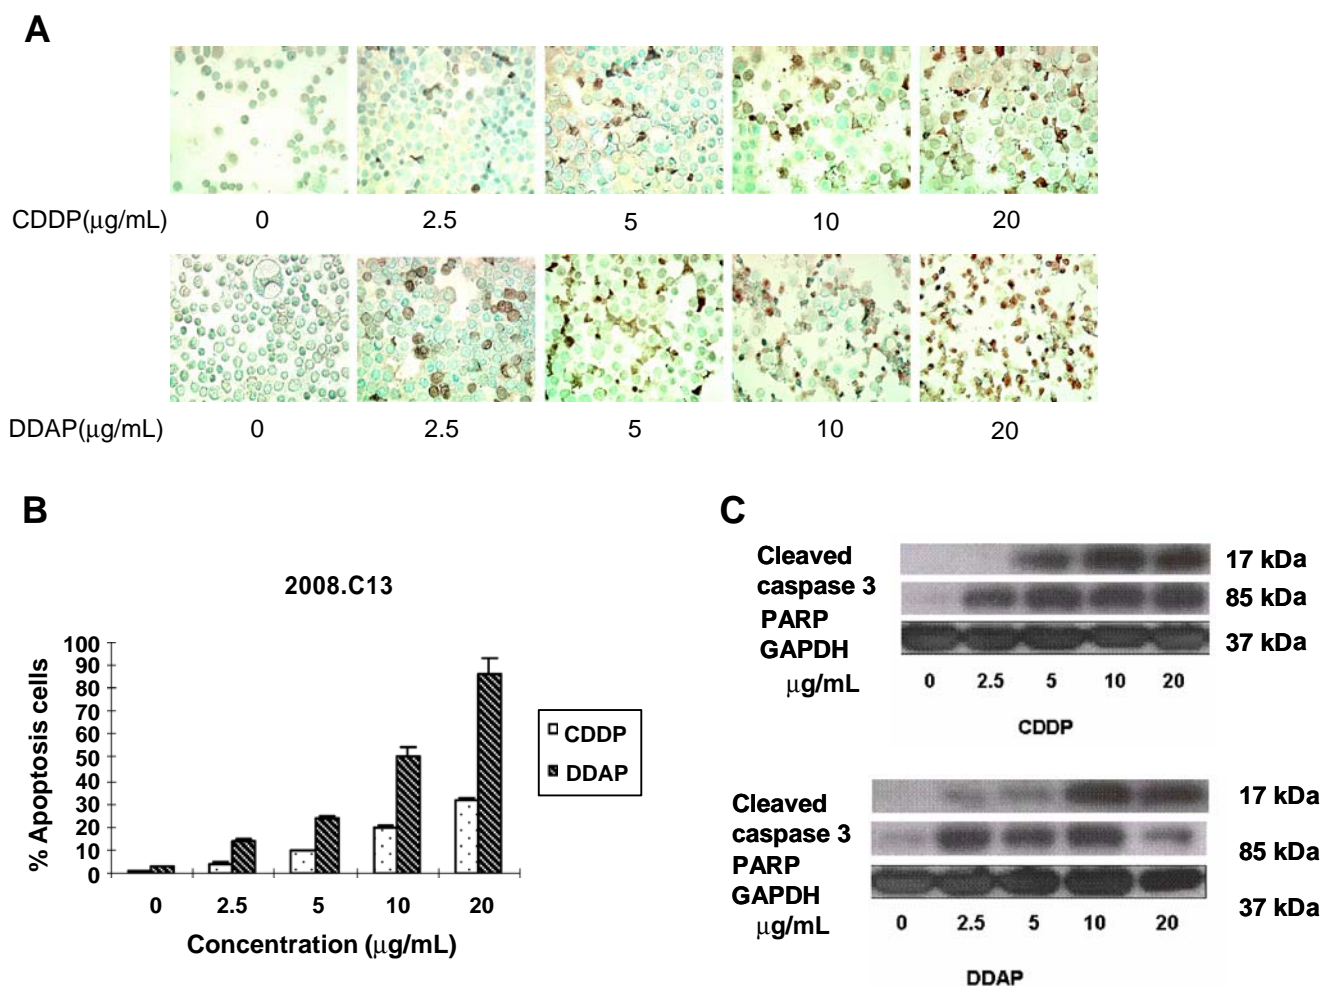 A
CDDP(μg/mL) 0 2.5 5 10 20
DDAP(μg/mL) 0 2.5 5 10 20
B
2008.C13
100
90
80
70
60
50
40
30
20
10
0
% Apoptosis cells
0 2.5 5 10 20
Concentration (μg/mL)
CDDP
DDAP
C
Cleaved
caspase 3
PARP
GAPDH
17 kDa
85 kDa
37 kDa
μg/mL 0 2.5 5 10 20
CDDP
Cleaved
caspase 3
PARP
GAPDH
17 kDa
85 kDa
37 kDa
μg/mL 0 2.5 5 10 20
DDAP